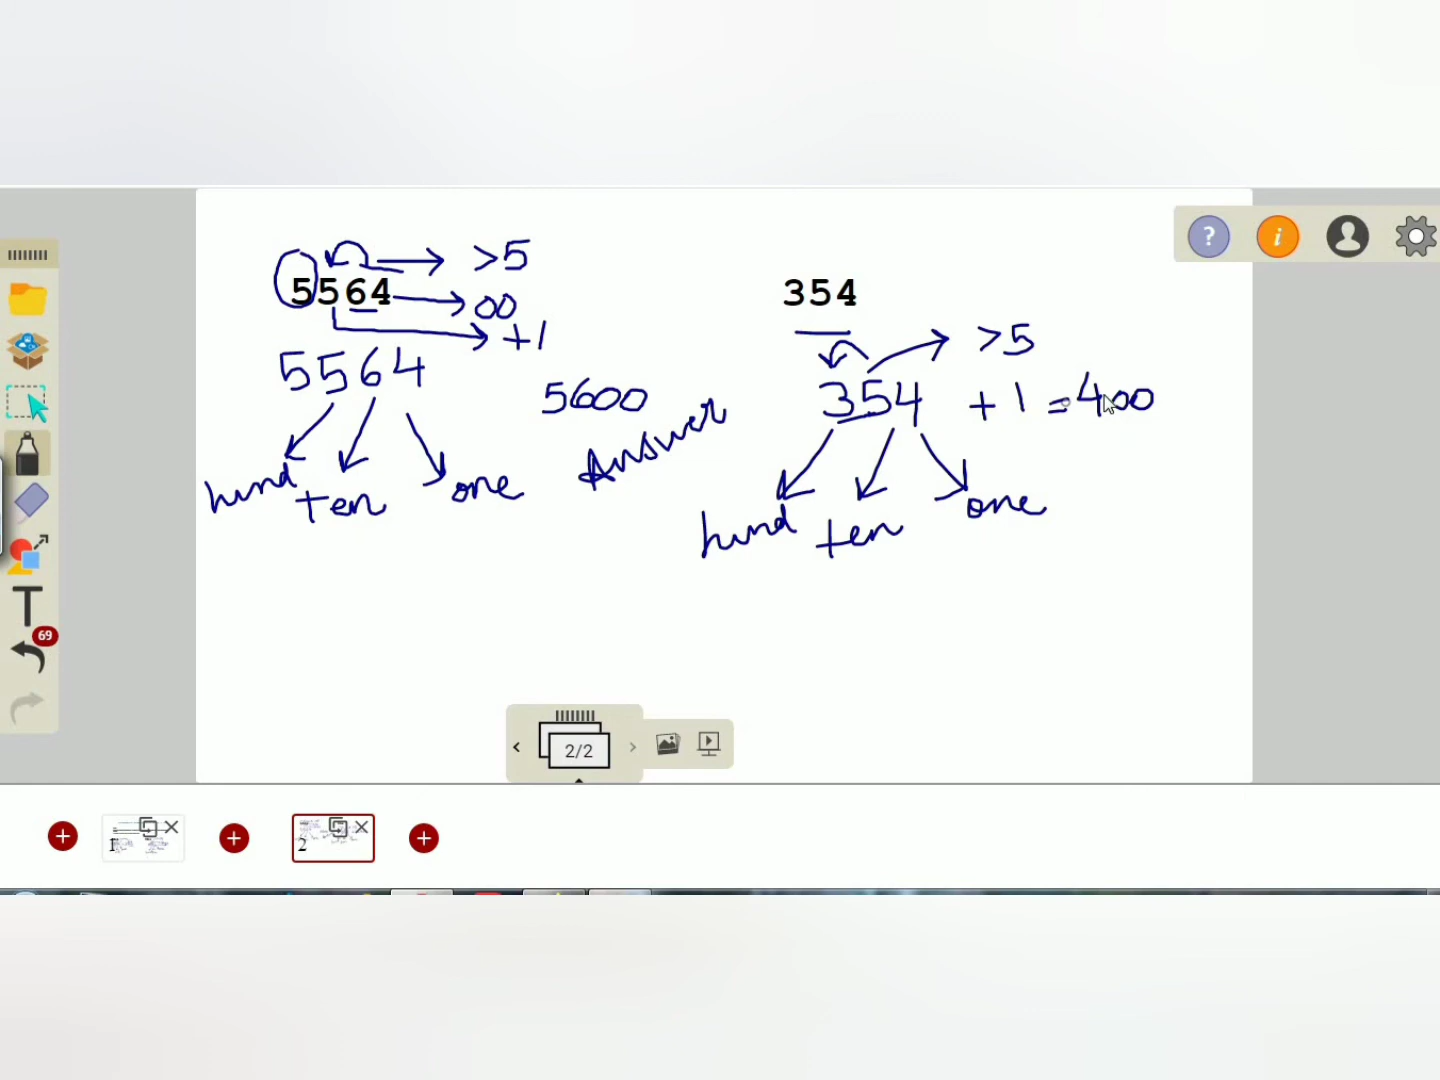 >5
5564
00
+1
5564
5600
Answer
hund ten one
354
>5
354 +1 =400
hund ten one
? i
T
69
2/2
1
2